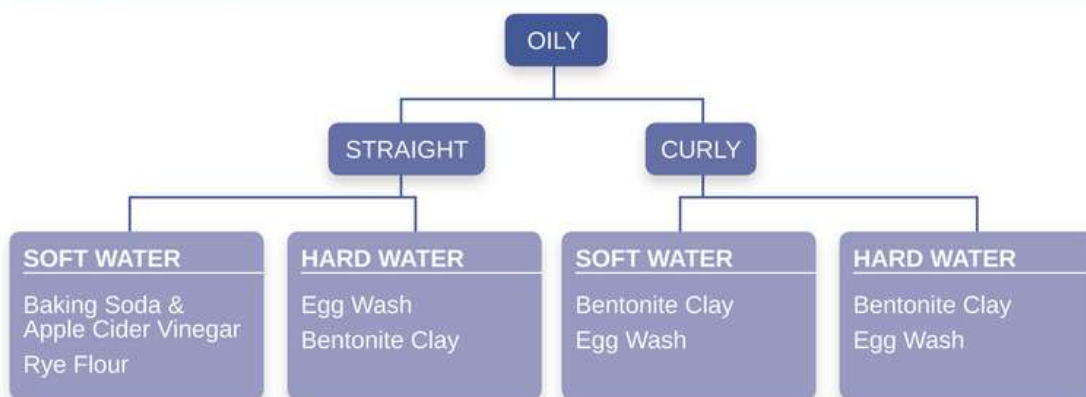 OILY
STRAIGHT
CURLY
SOFT WATER
Baking Soda &
Apple Cider Vinegar
Rye Flour
HARD WATER
Egg Wash
Bentonite Clay
SOFT WATER
Bentonite Clay
Egg Wash
HARD WATER
Bentonite Clay
Egg Wash